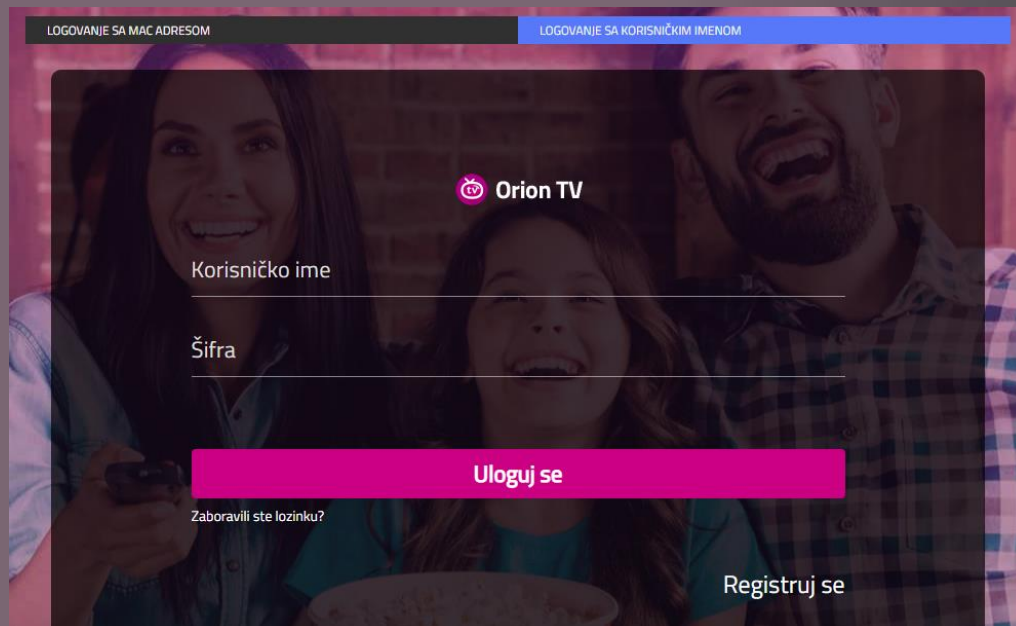 LOGOVANJE SA MAC ADRESOM
LOGOVANJE SA KORISNIČKIM IMENOM
tv Orion TV
Korisničko ime
Šifra
Uloguj se
Zaboravili ste lozinku?
Registruj se